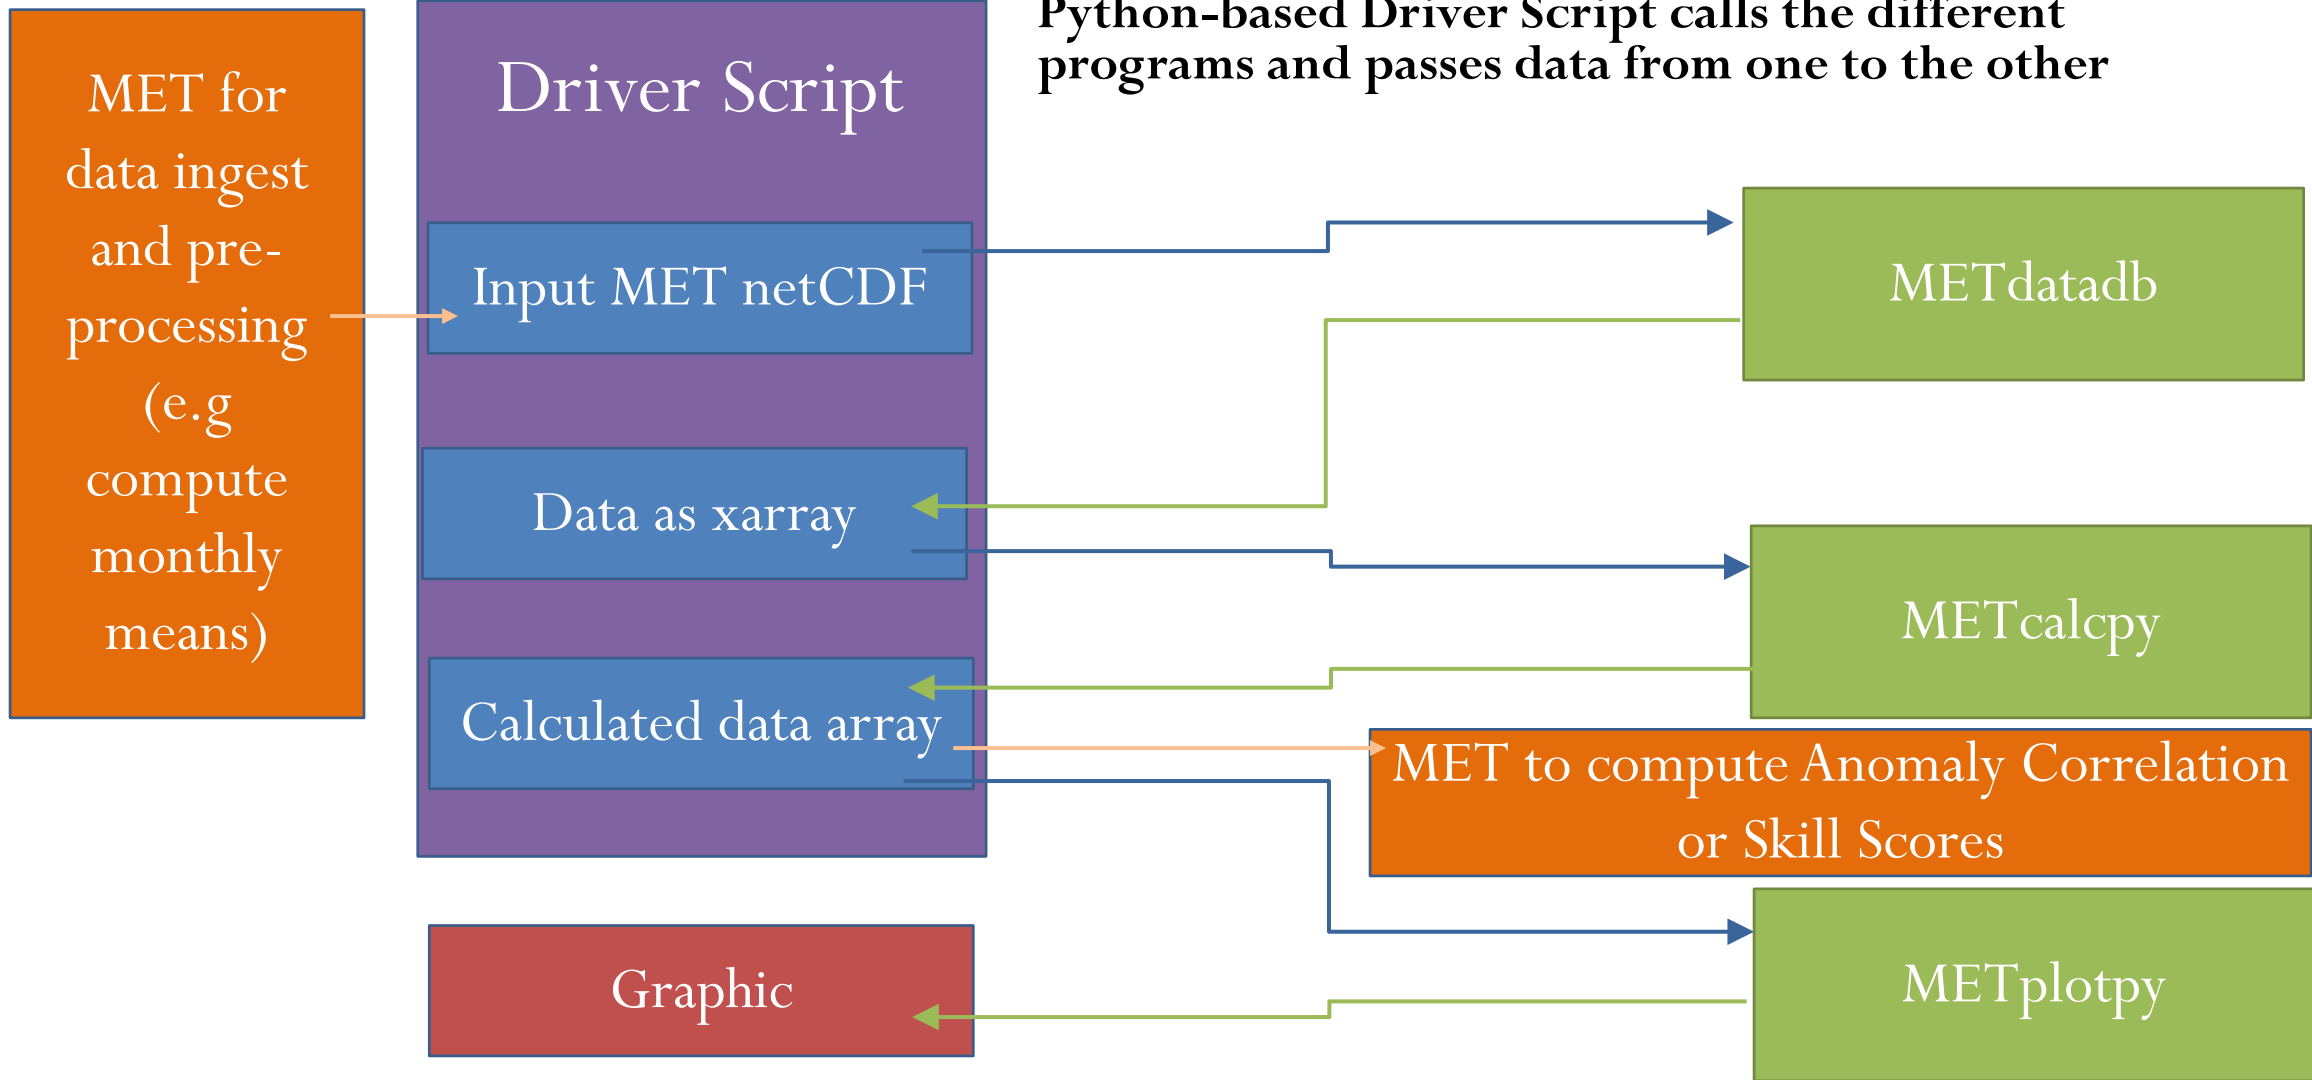 Python-based Driver Script calls the different
programs and passes data from one to the other
MET for
data ingest
and pre-
processing
(e.g
compute
monthly
means)
Driver Script
Input MET netCDF
Data as xarray
Calculated data array
Graphic
METdatadb
METcalcpy
MET to compute Anomaly Correlation
or Skill Scores
METplotpy